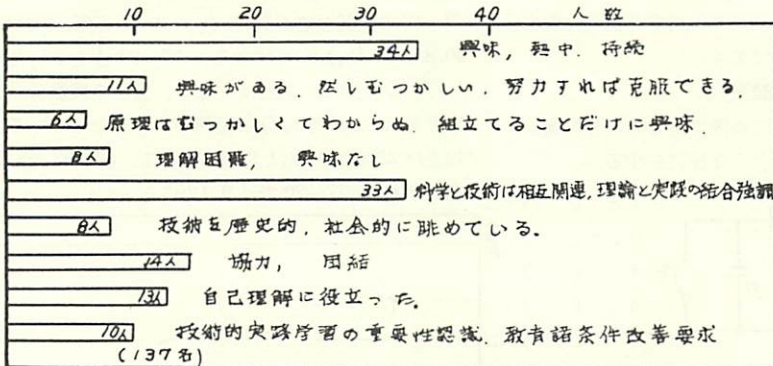 10 20 30 40 人数
34人 興味,熱中.持続
11人 興味がある.然しむつかしい.努力すれば克服できる.
6人 原理はむつかしくてわからぬ.組立てることだけに興味.
8人 理解困難, 興味なし
33人 科学と技術は相互関連,理論と実践の結合強調
8人 技術を歴史的,社会的に眺めている。
14人 協力, 団結
13人 自己理解に役立った。
10人 技術的実践学習の重要性認識.教育諸条件改善要求
(137名)